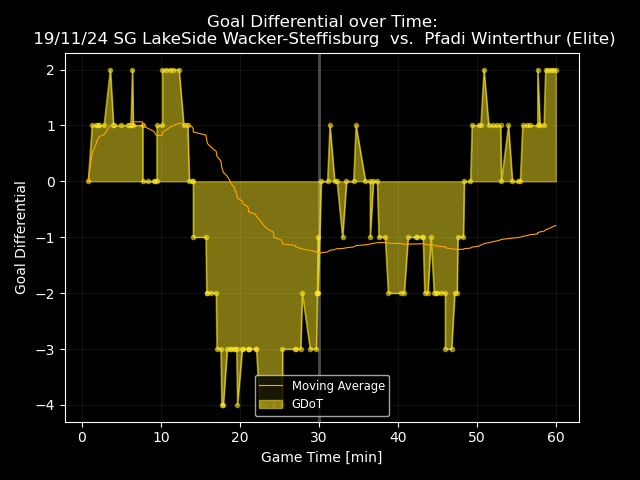 Goal Differential over Time:
19/11/24 SG LakeSide Wacker-Steffisburg vs. Pfadi Winterthur (Elite)
Goal Differential
2
1
0
−1
−2
−3
−4
Moving Average
GDoT
0 10 20 30 40 50 60
Game Time [min]